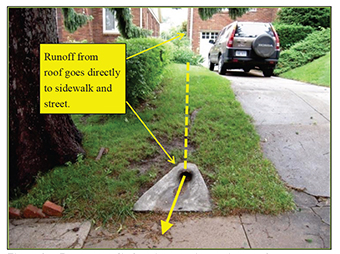 Runoff from
roof goes directly
to sidewalk and
street.